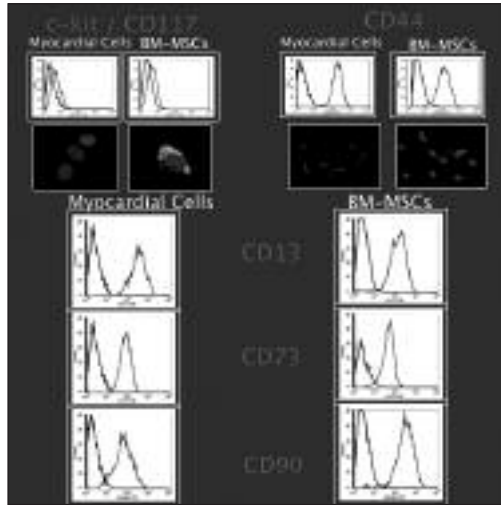 c-kit / CD117
CD44
Myocardial Cells BM-MSCs
Myocardial Cells BM-MSCs
Myocardial Cells
BM-MSCs
CD13
CD73
CD90